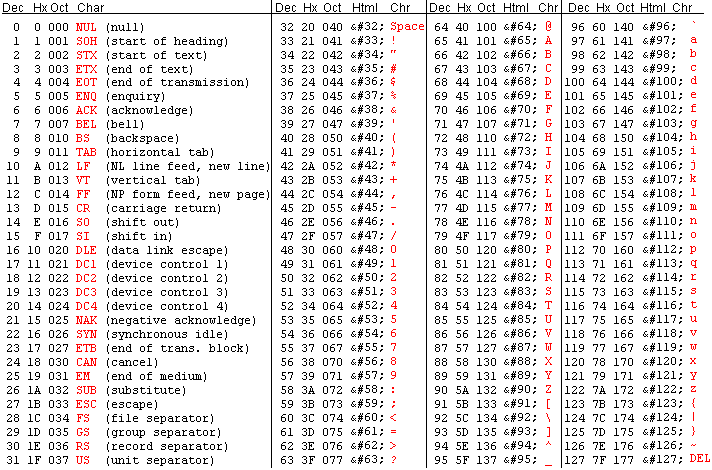 Dec Hx Oct Char Dec Hx Oct Html Chr Dec Hx Oct Html Chr Dec Hx Oct Html Chr
0 0 000 NUL (null) 32 20 040 &#32; Space 64 40 100 &#64; @ 96 60 140 &#96; `
1 1 001 SOH (start of heading) 33 21 041 &#33; ! 65 41 101 &#65; A 97 61 141 &#97; a
2 2 002 STX (start of text) 34 22 042 &#34; " 66 42 102 &#66; B 98 62 142 &#98; b
3 3 003 ETX (end of text) 35 23 043 &#35; # 67 43 103 &#67; C 99 63 143 &#99; c
4 4 004 EOT (end of transmission) 36 24 044 &#36; $ 68 44 104 &#68; D 100 64 144 &#100; d
5 5 005 ENQ (enquiry) 37 25 045 &#37; % 69 45 105 &#69; E 101 65 145 &#101; e
6 6 006 ACK (acknowledge) 38 26 046 &#38; & 70 46 106 &#70; F 102 66 146 &#102; f
7 7 007 BEL (bell) 39 27 047 &#39; ' 71 47 107 &#71; G 103 67 147 &#103; g
8 8 010 BS (backspace) 40 28 050 &#40; ( 72 48 110 &#72; H 104 68 150 &#104; h
9 9 011 TAB (horizontal tab) 41 29 051 &#41; ) 73 49 111 &#73; I 105 69 151 &#105; i
10 A 012 LF (NL line feed, new line) 42 2A 052 &#42; * 74 4A 112 &#74; J 106 6A 152 &#106; j
11 B 013 VT (vertical tab) 43 2B 053 &#43; + 75 4B 113 &#75; K 107 6B 153 &#107; k
12 C 014 FF (NP form feed, new page) 44 2C 054 &#44; , 76 4C 114 &#76; L 108 6C 154 &#108; l
13 D 015 CR (carriage return) 45 2D 055 &#45; - 77 4D 115 &#77; M 109 6D 155 &#109; m
14 E 016 SO (shift out) 46 2E 056 &#46; . 78 4E 116 &#78; N 110 6E 156 &#110; n
15 F 017 SI (shift in) 47 2F 057 &#47; / 79 4F 117 &#79; O 111 6F 157 &#111; o
16 10 020 DLE (data link escape) 48 30 060 &#48; 0 80 50 120 &#80; P 112 70 160 &#112; p
17 11 021 DC1 (device control 1) 49 31 061 &#49; 1 81 51 121 &#81; Q 113 71 161 &#113; q
18 12 022 DC2 (device control 2) 50 32 062 &#50; 2 82 52 122 &#82; R 114 72 162 &#114; r
19 13 023 DC3 (device control 3) 51 33 063 &#51; 3 83 53 123 &#83; S 115 73 163 &#115; s
20 14 024 DC4 (device control 4) 52 34 064 &#52; 4 84 54 124 &#84; T 116 74 164 &#116; t
21 15 025 NAK (negative acknowledge) 53 35 065 &#53; 5 85 55 125 &#85; U 117 75 165 &#117; u
22 16 026 SYN (synchronous idle) 54 36 066 &#54; 6 86 56 126 &#86; V 118 76 166 &#118; v
23 17 027 ETB (end of trans. block) 55 37 067 &#55; 7 87 57 127 &#87; W 119 77 167 &#119; w
24 18 030 CAN (cancel) 56 38 070 &#56; 8 88 58 130 &#88; X 120 78 170 &#120; x
25 19 031 EM (end of medium) 57 39 071 &#57; 9 89 59 131 &#89; Y 121 79 171 &#121; y
26 1A 032 SUB (substitute) 58 3A 072 &#58; : 90 5A 132 &#90; Z 122 7A 172 &#122; z
27 1B 033 ESC (escape) 59 3B 073 &#59; ; 91 5B 133 &#91; [ 123 7B 173 &#123; {
28 1C 034 FS (file separator) 60 3C 074 &#60; < 92 5C 134 &#92; \ 124 7C 174 &#124; |
29 1D 035 GS (group separator) 61 3D 075 &#61; = 93 5D 135 &#93; ] 125 7D 175 &#125; }
30 1E 036 RS (record separator) 62 3E 076 &#62; > 94 5E 136 &#94; ^ 126 7E 176 &#126; ~
31 1F 037 US (unit separator) 63 3F 077 &#63; ? 95 5F 137 &#95; _ 127 7F 177 &#127; DEL